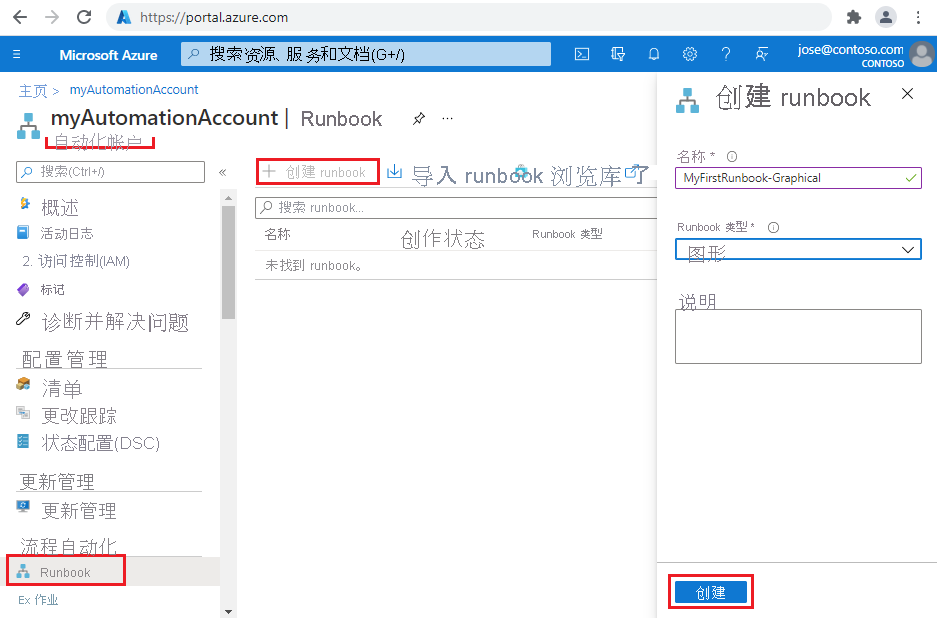 https://portal.azure.com
Microsoft Azure
搜索资源、服务和文档(G+/)
jose@contoso.com
CONTOSO
主页 > myAutomationAccount
myAutomationAccount | Runbook
自动化账户
搜索(Ctrl+/)
概述
活动日志
2. 访问控制(IAM)
标记
诊断并解决问题
配置管理
清单
更改跟踪
状态配置(DSC)
更新管理
更新管理
流程自动化
Runbook
Ex 作业
创建 runbook
导入 runbook 浏览库了
搜索 runbook...
名称 创作状态 Runbook 类型
未找到 runbook。
创建 runbook
名称 *
MyFirstRunbook-Graphical
Runbook 类型 *
图形
说明
创建